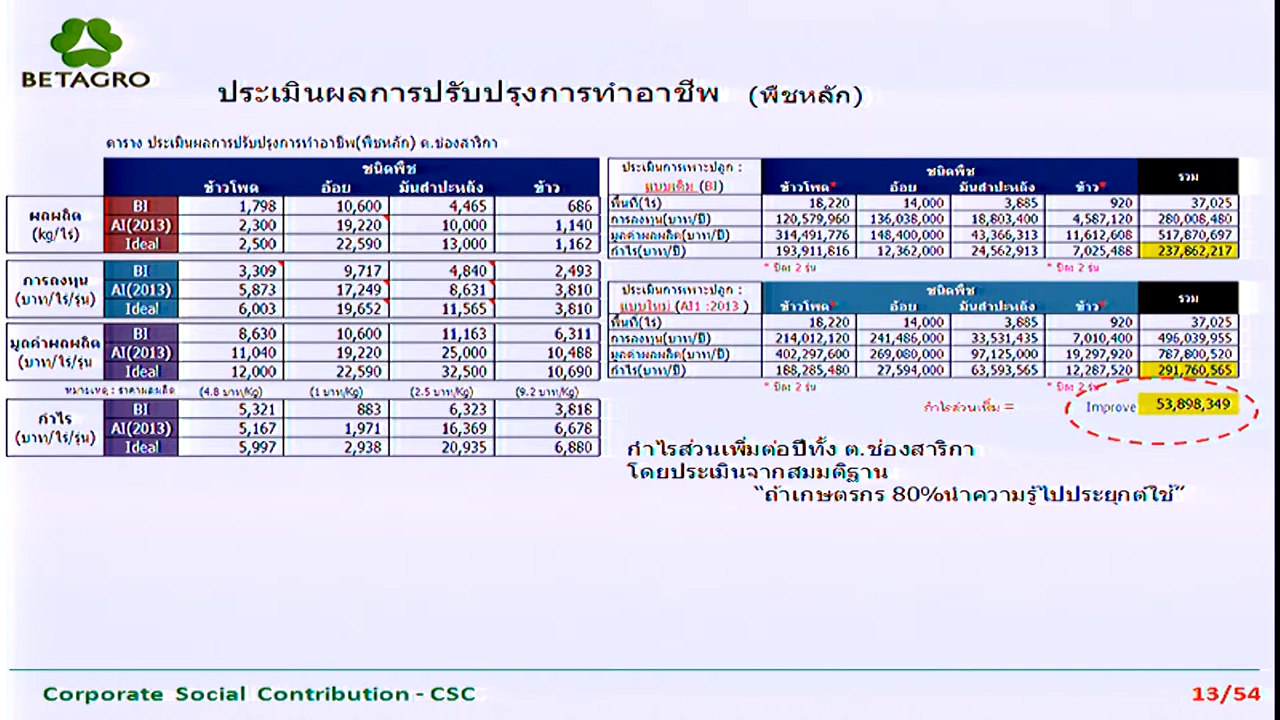 BETAGRO
ประเมินผลการปรับปรุงการทำอาชีพ (พืชหลัก)
ตาราง ประเมินผลการปรับปรุงการทำอาชีพ(พืชหลัก) ต.ช่องสาริกา
ชนิดพืช
ข้าวโพด อ้อย มันสำปะหลัง ข้าว
ผลผลิต (kg/ไร่)
BI 1,798 10,600 4,465 686
AI(2013) 2,300 19,220 10,000 1,140
Ideal 2,500 22,590 13,000 1,162
การลงทุน (บาท/ไร่/รุ่น)
BI 3,309 9,717 4,840 2,493
AI(2013) 5,873 17,249 8,631 3,810
Ideal 6,003 19,652 11,565 3,810
มูลค่าผลผลิต (บาท/ไร่/รุ่น
BI 8,630 10,600 11,163 6,311
AI(2013) 11,040 19,220 25,000 10,488
Ideal 12,000 22,590 32,500 10,690
หมายเหตุ : ราคาผลผลิต (4.8 บาท/Kg) (1 บาท/Kg) (2.5 บาท/Kg) (9.2 บาท/Kg)
กำไร (บาท/ไร่/รุ่น)
BI 5,321 883 6,323 3,818
AI(2013) 5,167 1,971 16,369 6,678
Ideal 5,997 2,938 20,935 6,880
ประเมินการเพาะปลูก : ชนิดพืช รวม
แบบเดิม (BI) ข้าวโพด* อ้อย มันสำปะหลัง ข้าว*
พื้นที่(ไร่) 18,220 14,000 3,885 920 37,025
การลงทุน(บาท/ปี) 120,579,960 136,038,000 18,803,400 4,587,120 280,008,480
มูลค่าผลผลิต(บาท/ปี) 314,491,776 148,400,000 43,366,313 11,612,608 517,870,697
กำไร(บาท/ปี) 193,911,816 12,362,000 24,562,913 7,025,488 237,862,217
* ปีละ 2 รุ่น * ปีละ 2 รุ่น
ประเมินการเพาะปลูก : ชนิดพืช รวม
แบบใหม่ (AI1 :2013 ) ข้าวโพด* อ้อย มันสำปะหลัง ข้าว*
พื้นที่(ไร่) 18,220 14,000 3,885 920 37,025
การลงทุน(บาท/ปี) 214,012,120 241,486,000 33,531,435 7,010,400 496,039,955
มูลค่าผลผลิต(บาท/ปี) 402,297,600 269,080,000 97,125,000 19,297,920 787,800,520
กำไร(บาท/ปี) 188,285,480 27,594,000 63,593,565 12,287,520 291,760,565
* ปีละ 2 รุ่น * ปีละ 2 รุ่น
กำไรส่วนเพิ่ม = Improve 53,898,349
กำไรส่วนเพิ่มต่อปีทั้ง ต.ช่องสาริกา
โดยประเมินจากสมมติฐาน
“ถ้าเกษตรกร 80%นำความรู้ไปประยุกต์ใช้”
Corporate Social Contribution - CSC
13/54